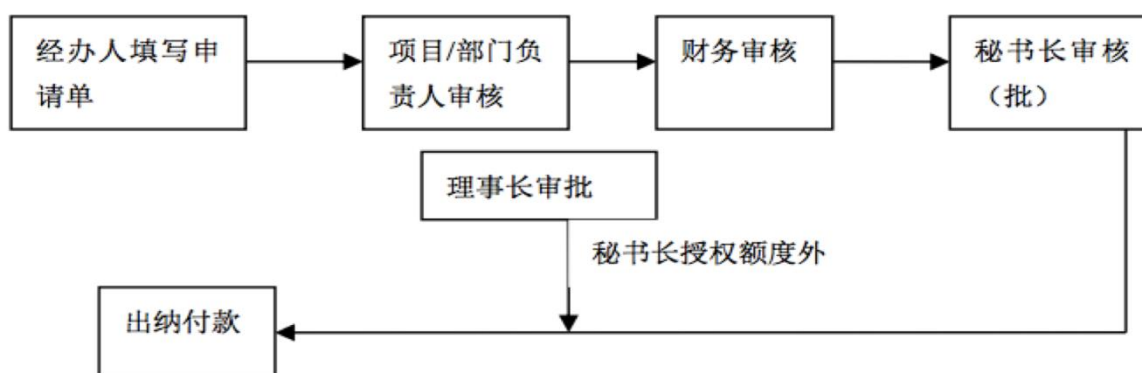 经办人填写申
请单
项目/部门负
责人审核
财务审核
秘书长审核
（批）
理事长审批
秘书长授权额度外
出纳付款